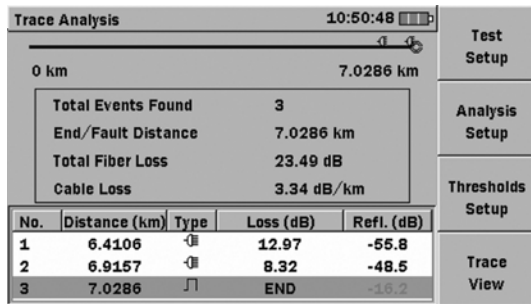 Trace Analysis 10:50:48
0 km 7.0286 km
Total Events Found 3
End/Fault Distance 7.0286 km
Total Fiber Loss 23.49 dB
Cable Loss 3.34 dB/km
No. Distance (km) Type Loss (dB) Refl. (dB)
1 6.4106 12.97 -55.8
2 6.9157 8.32 -48.5
3 7.0286 END -16.2
Test
Setup
Analysis
Setup
Thresholds
Setup
Trace
View